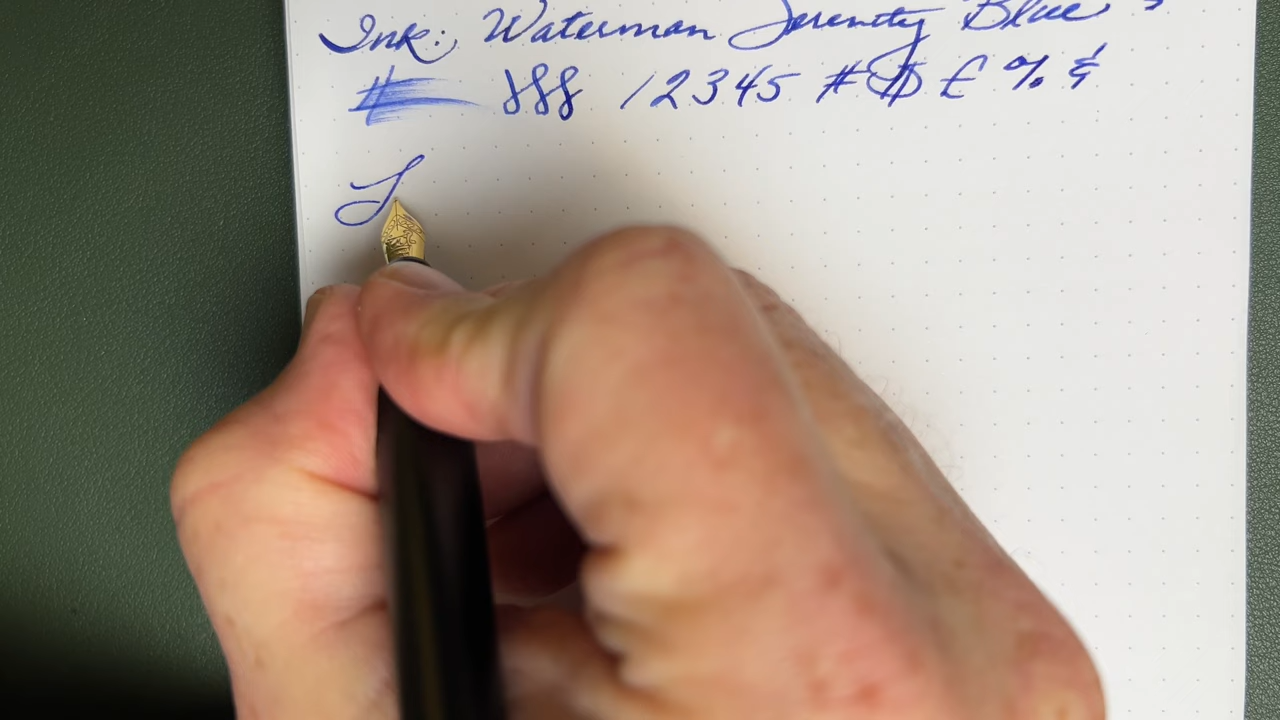 Ink: Waterman Serenity Blue
# 888 12345 # $ £ % &